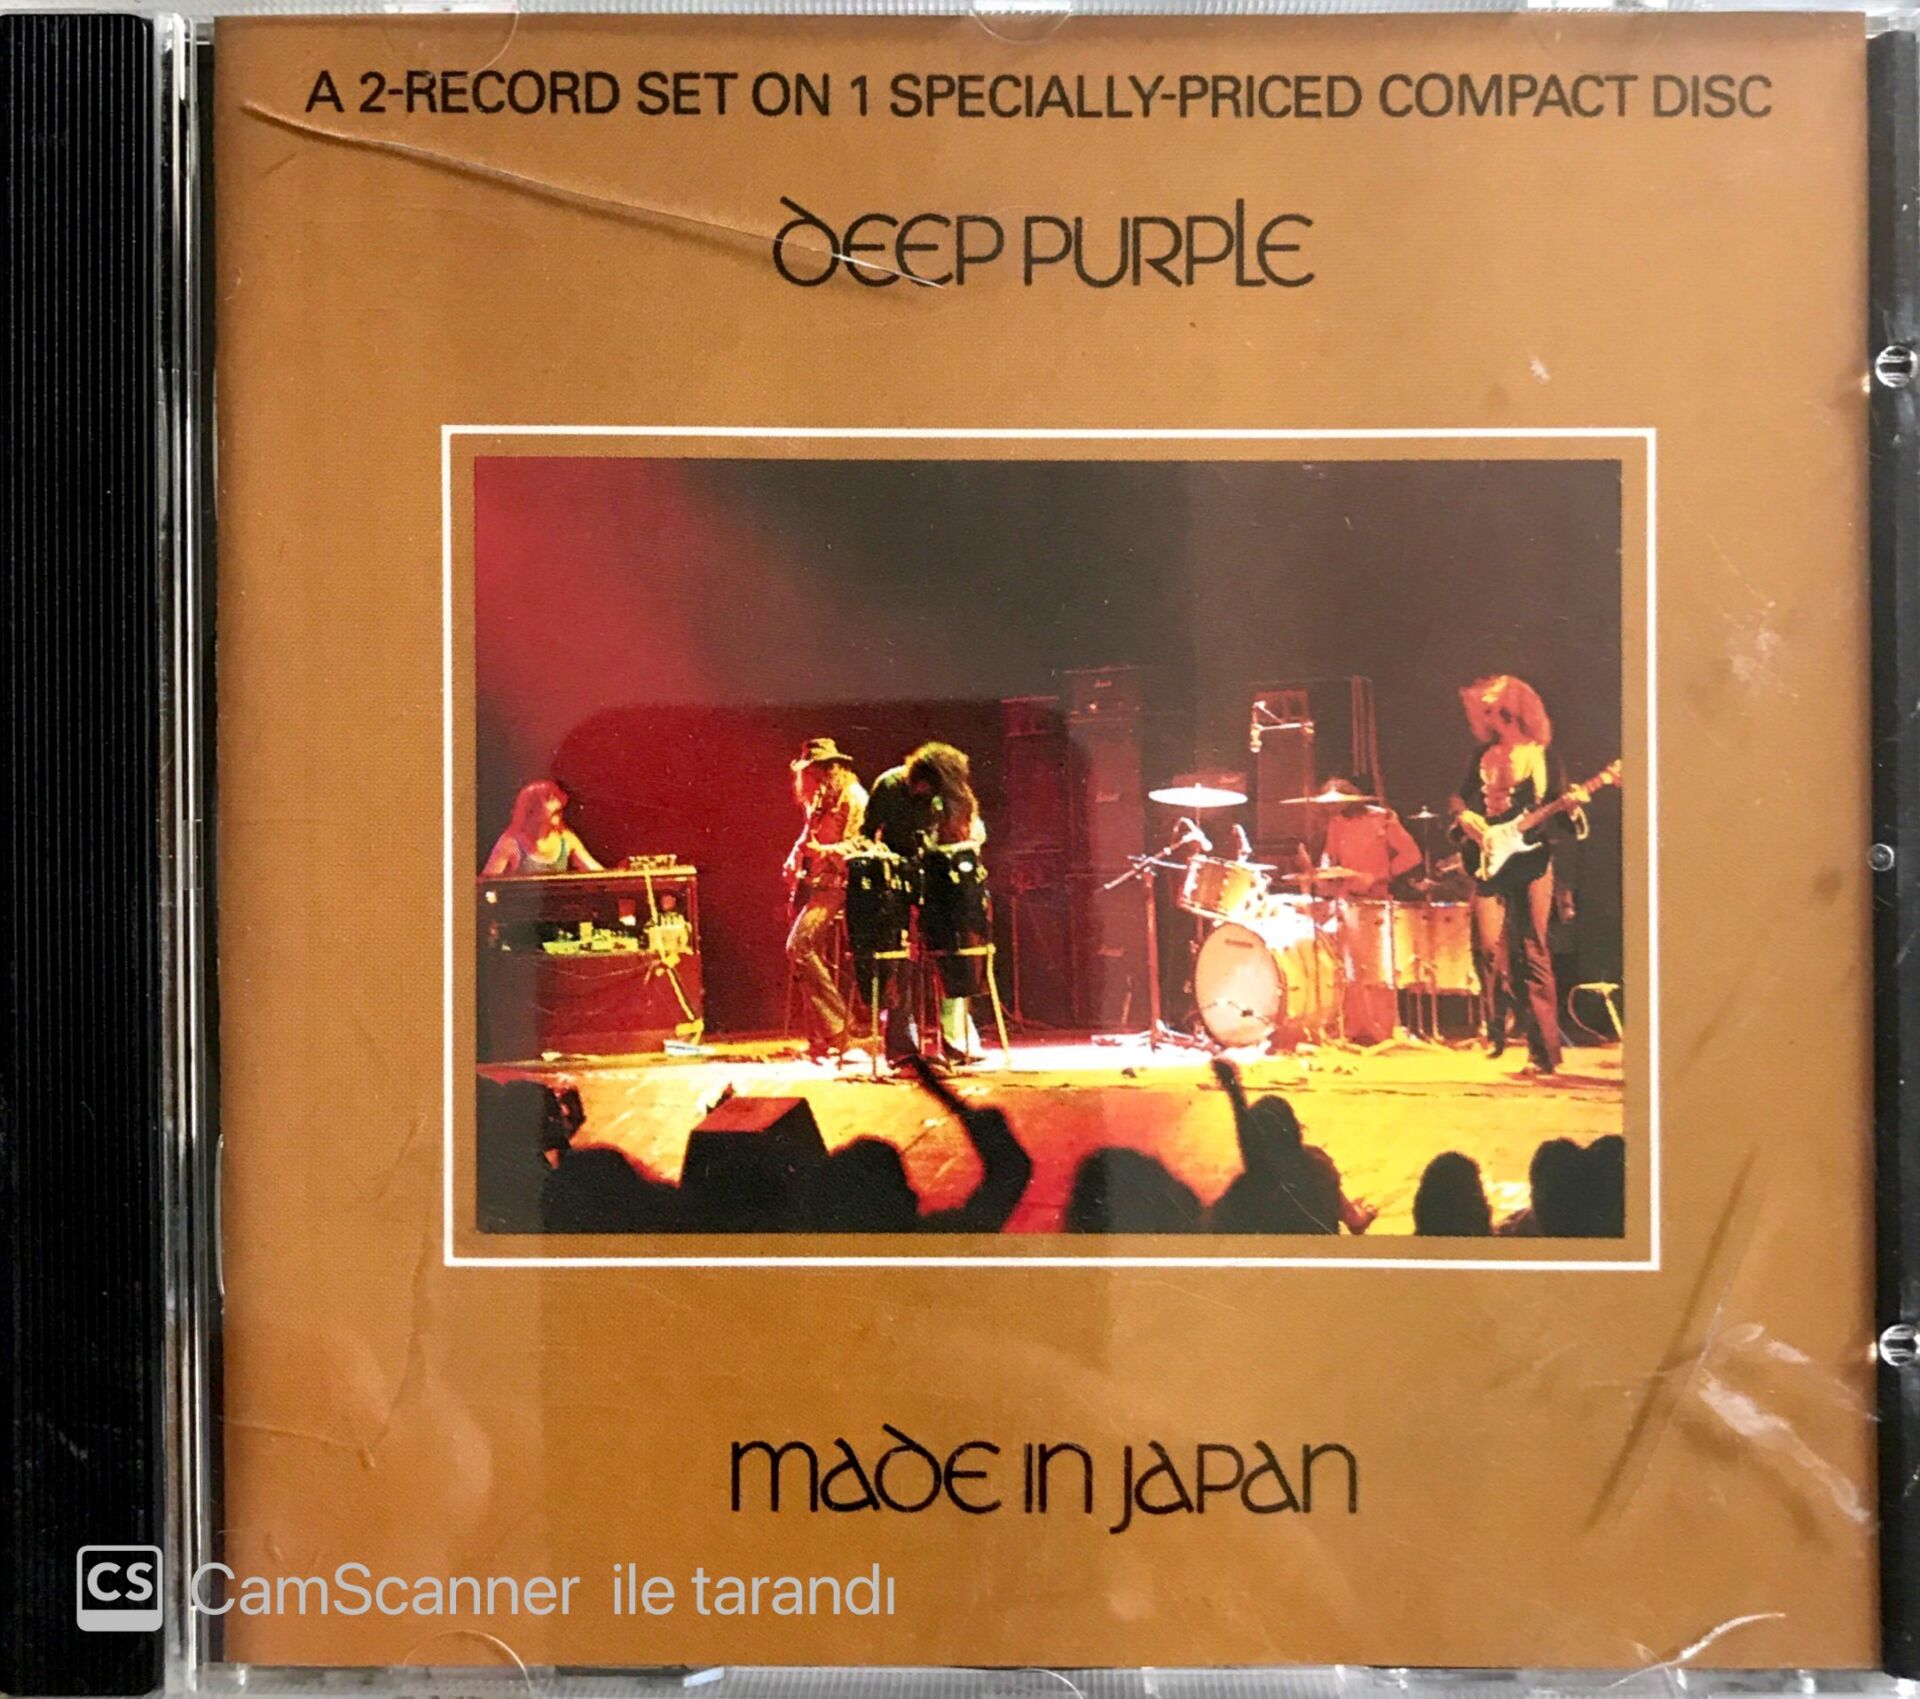 A 2-RECORD SET ON 1 SPECIALLY-PRICED COMPACT DISC
DEEP PURPLE
MADE IN JAPAN
CS CamScanner ile tarandı